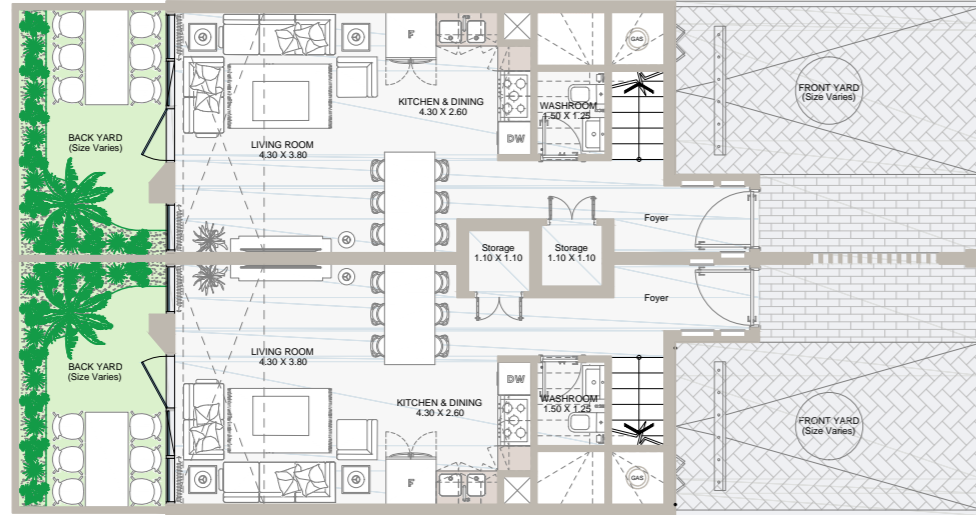 F
GAS
KITCHEN & DINING
4.30 X 2.60
WASHROOM
1.50 X 1.25
FRONT YARD
(Size Varies)
BACK YARD
(Size Varies)
DW
LIVING ROOM
4.30 X 3.80
Foyer
Storage
1.10 X 1.10
Storage
1.10 X 1.10
Foyer
LIVING ROOM
4.30 X 3.80
BACK YARD
(Size Varies)
DW
KITCHEN & DINING
4.30 X 2.60
WASHROOM
1.50 X 1.25
FRONT YARD
(Size Varies)
F
GAS